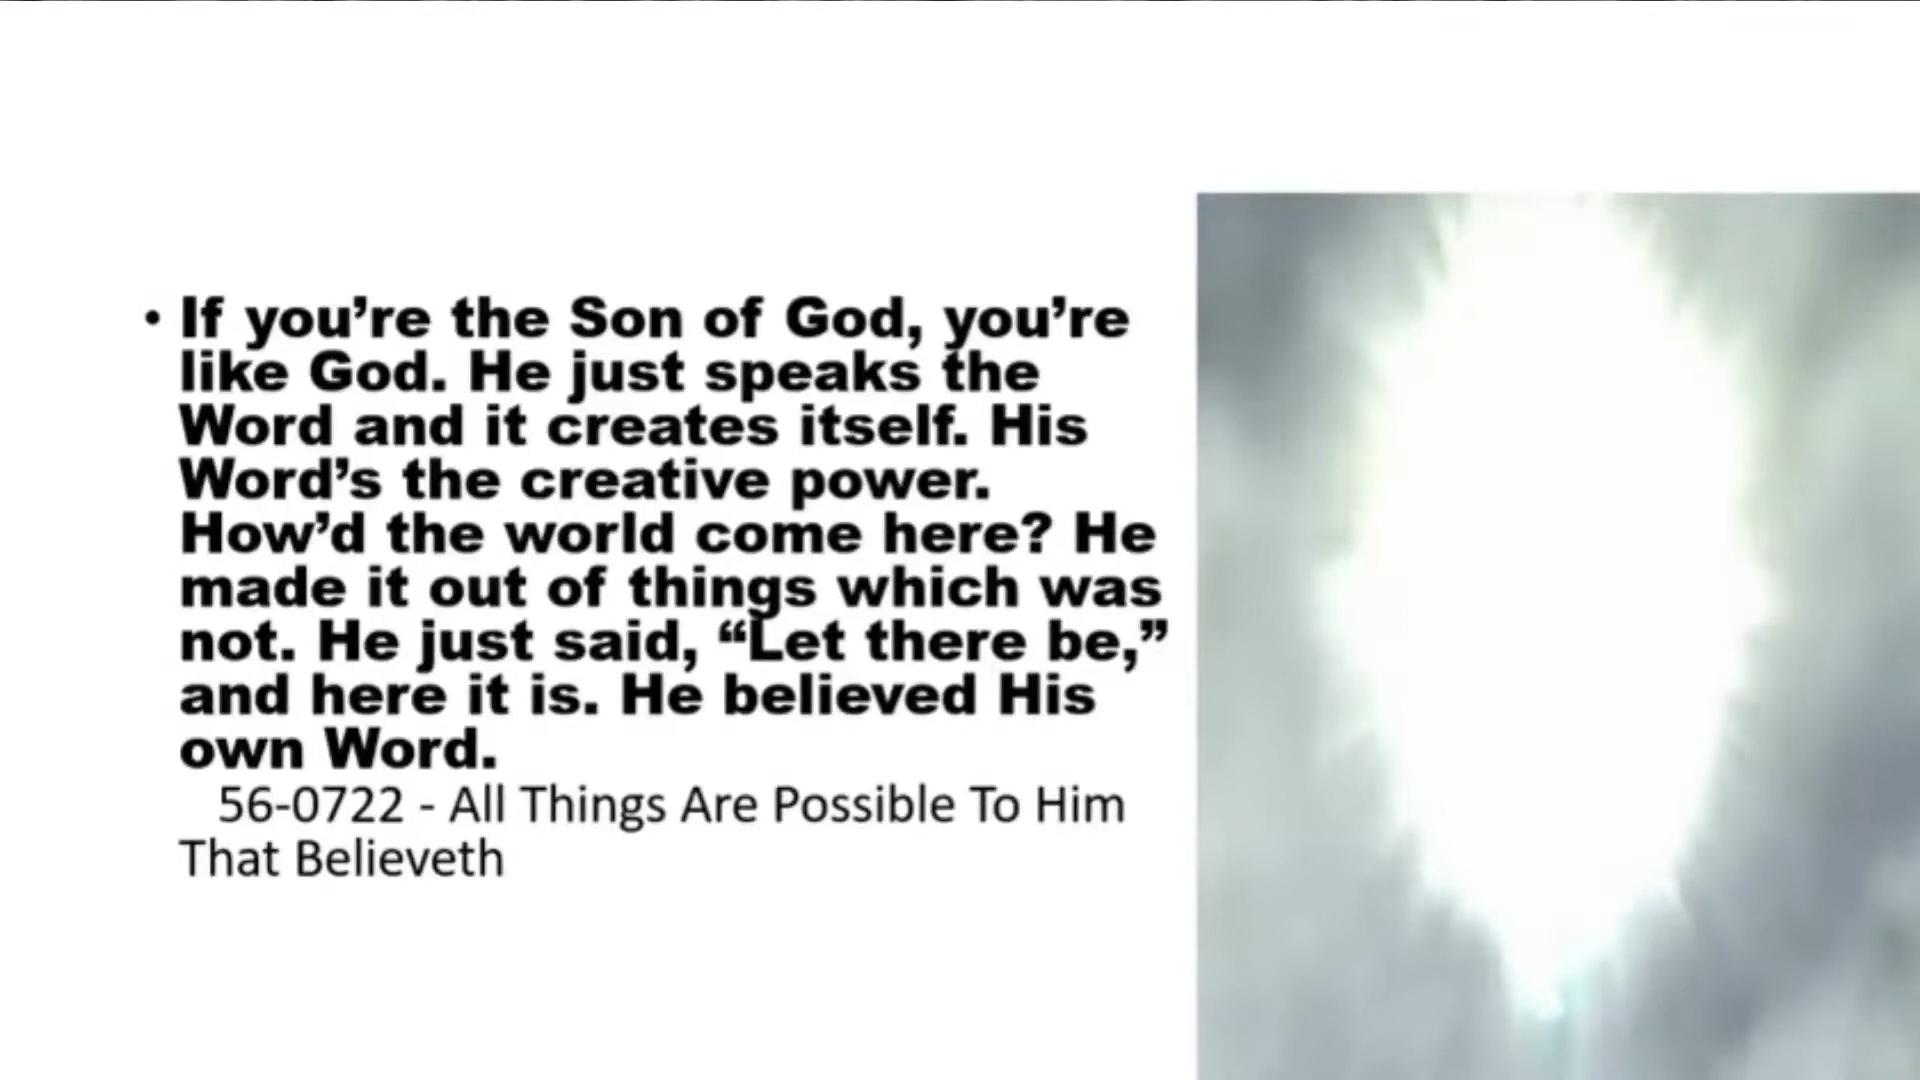 • If you’re the Son of God, you’re
like God. He just speaks the
Word and it creates itself. His
Word’s the creative power.
How’d the world come here? He
made it out of things which was
not. He just said, “Let there be,”
and here it is. He believed His
own Word.
56-0722 - All Things Are Possible To Him
That Believeth